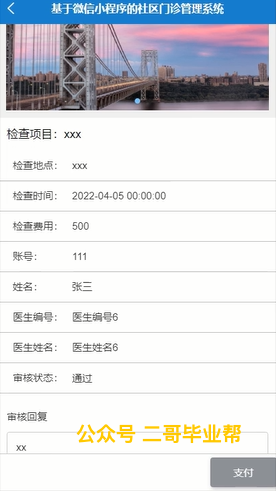 基于微信小程序的社区门诊管理系统
检查项目：xxx
检查地点： xxx
检查时间： 2022-04-05 00:00:00
检查费用： 500
账号： 111
姓名： 张三
医生编号： 医生编号6
医生姓名： 医生姓名6
审核状态： 通过
审核回复
公众号 二哥毕业帮
xx
支付